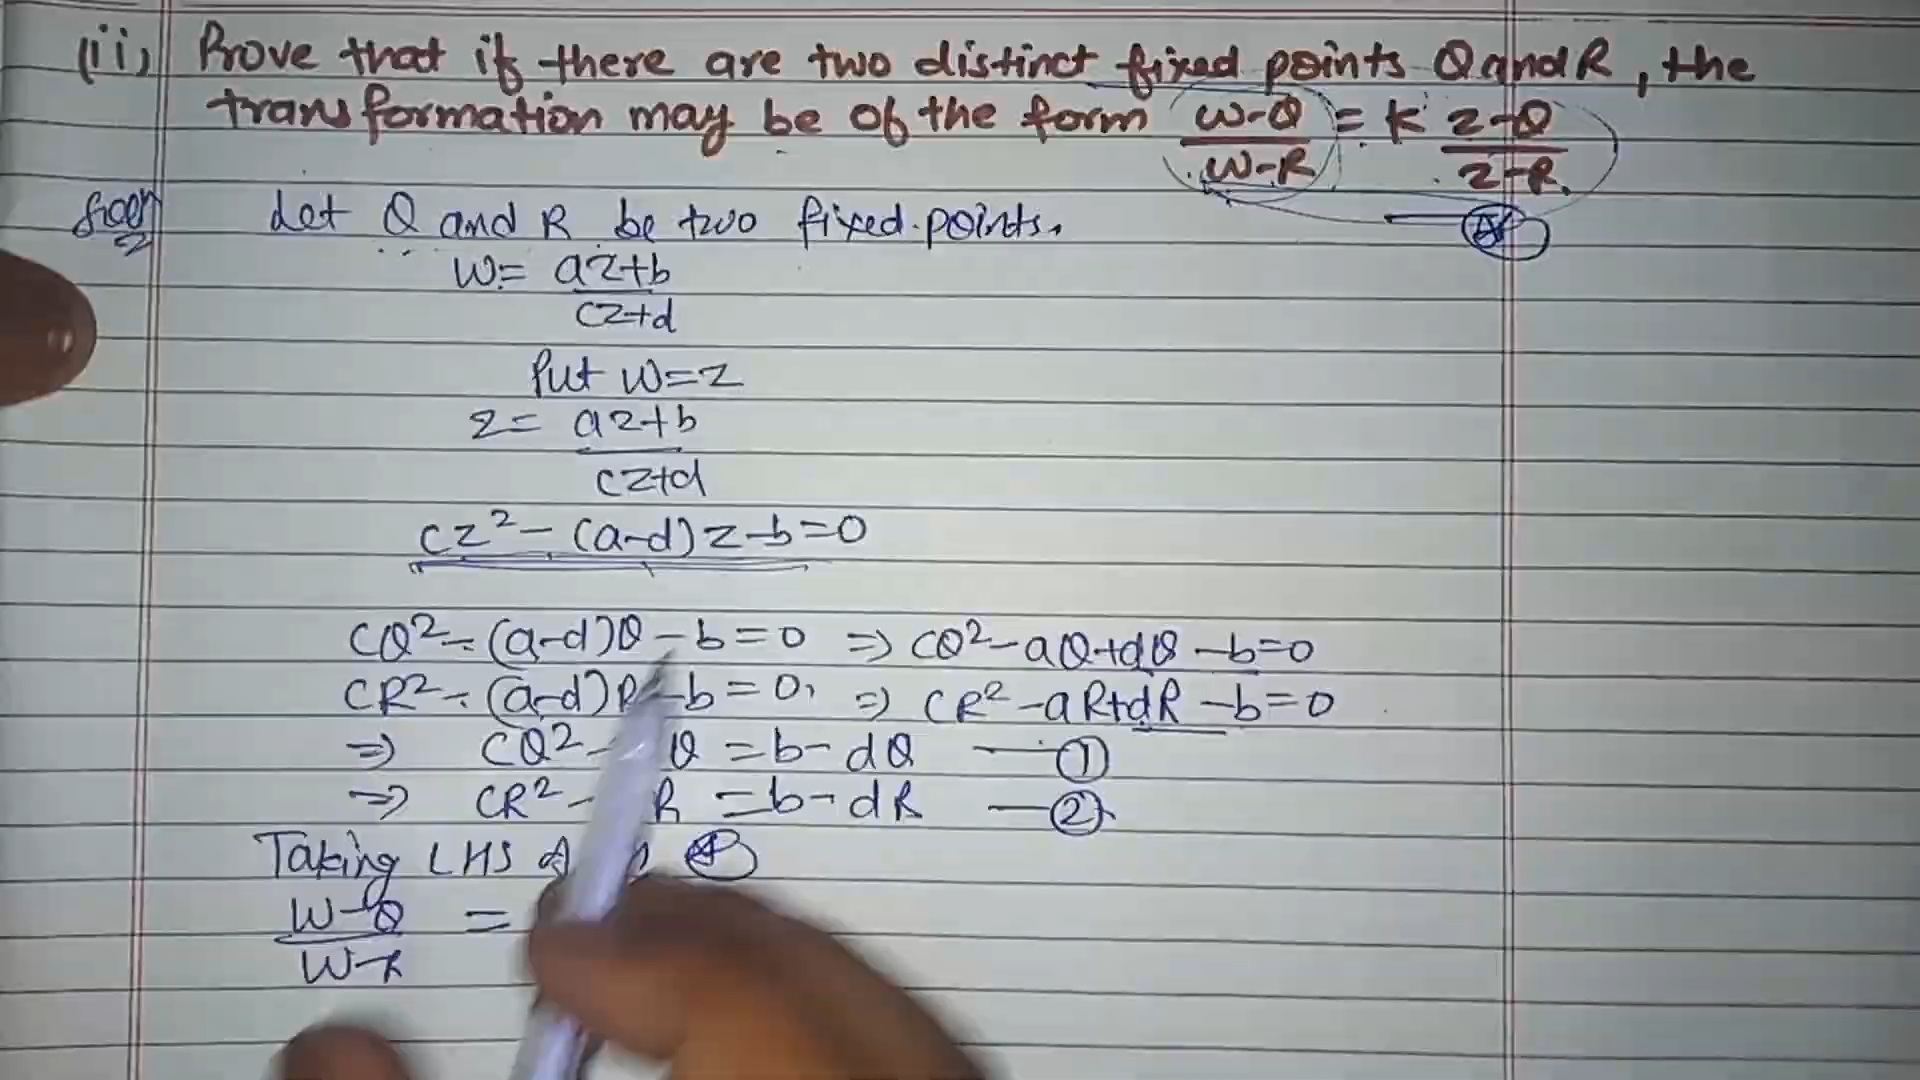 (ii) Prove that if there are two distinct fixed points Q and R, the
transformation may be of the form w-Q/w-R = k z-Q/z-R
Let Q and R be two fixed points.
w = az+b/cz+d
Put w=z
z = az+b/cz+d
cz²-(a-d)z-b=0
cQ²-(a-d)Q-b=0 => cQ²-aQ+dQ-b=0
cR²-(a-d)R-b=0, => cR²-aR+dR-b=0
=> cQ²- Q =b-dQ —①
=> cR²- R =b-dR —②
Taking LHS
w-Q/w-R =